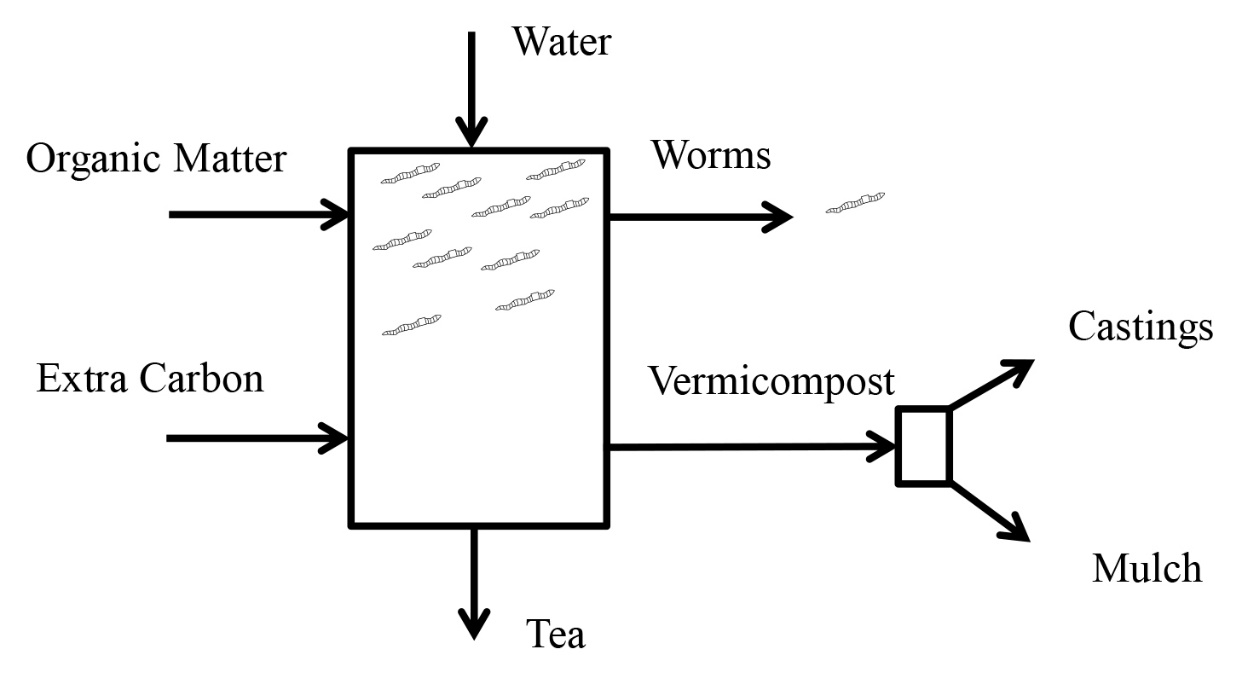 Water
Organic Matter
Worms
Castings
Extra Carbon
Vermicompost
Mulch
Tea